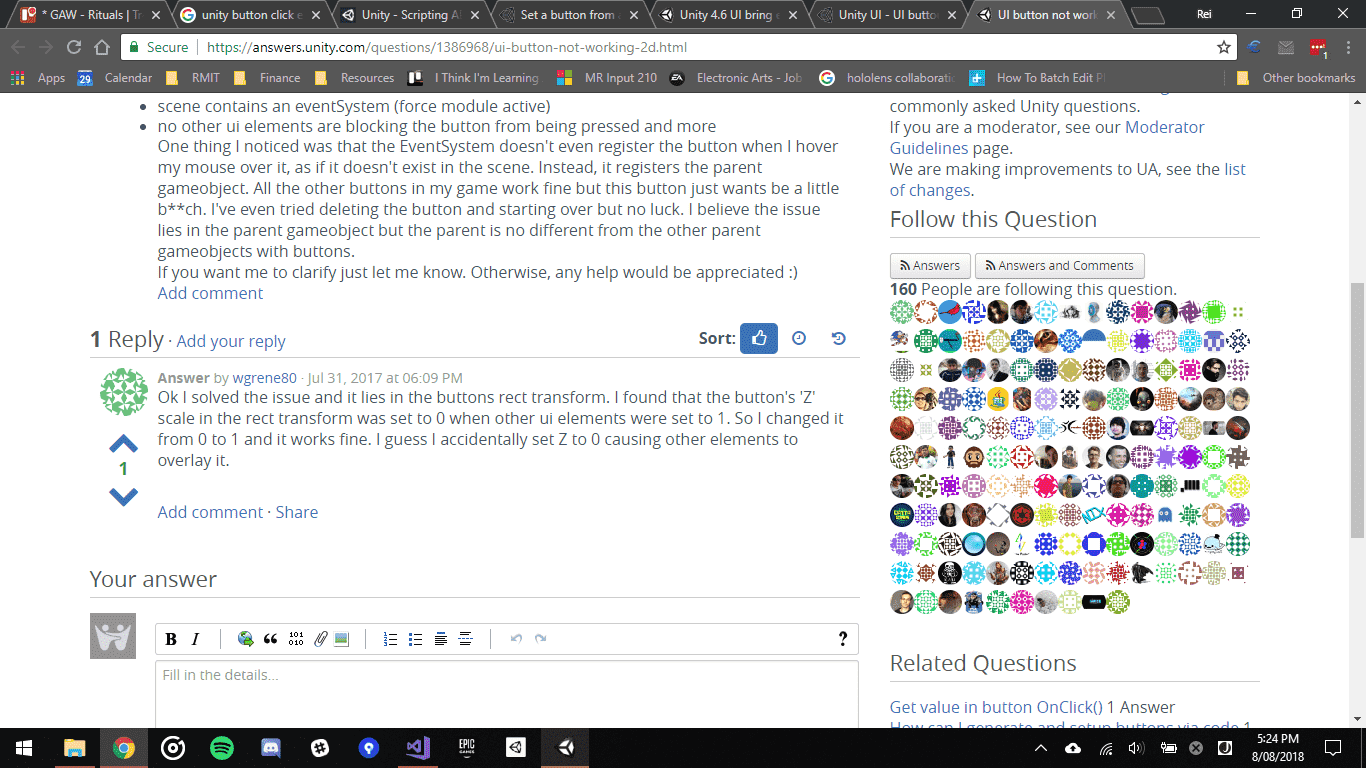 * GAW - Rituals | Tr
unity button click e
Unity - Scripting A
Set a button from a
Unity 4.6 UI bring e
Unity UI - UI butto
UI button not work
Rei
Secure | https://answers.unity.com/questions/1386968/ui-button-not-working-2d.html
Apps
29
Calendar
RMIT
Finance
Resources
I Think I'm Learning
MR Input 210
Electronic Arts - Job
hololens collaborati
How To Batch Edit P
Other bookmarks
scene contains an eventSystem (force module active)
no other ui elements are blocking the button from being pressed and more
One thing I noticed was that the EventSystem doesn't even register the button when I hover
my mouse over it, as if it doesn't exist in the scene. Instead, it registers the parent
gameobject. All the other buttons in my game work fine but this button just wants be a little
b**ch. I've even tried deleting the button and starting over but no luck. I believe the issue
lies in the parent gameobject but the parent is no different from the other parent
gameobjects with buttons.
If you want me to clarify just let me know. Otherwise, any help would be appreciated :)
Add comment
1 Reply · Add your reply
Sort:
Answer by wgrene80 · Jul 31, 2017 at 06:09 PM
Ok I solved the issue and it lies in the buttons rect transform. I found that the button's 'Z'
scale in the rect transform was set to 0 when other ui elements were set to 1. So I changed it
from 0 to 1 and it works fine. I guess I accidentally set Z to 0 causing other elements to
overlay it.
1
Add comment · Share
Your answer
B I
101
010
?
Fill in the details...
commonly asked Unity questions.
If you are a moderator, see our Moderator
Guidelines page.
We are making improvements to UA, see the list
of changes.
Follow this Question
Answers
Answers and Comments
160 People are following this question.
Related Questions
Get value in button OnClick() 1 Answer
How can I generate and setup buttons via code 1
EPIC
GAMES
5:24 PM
8/08/2018